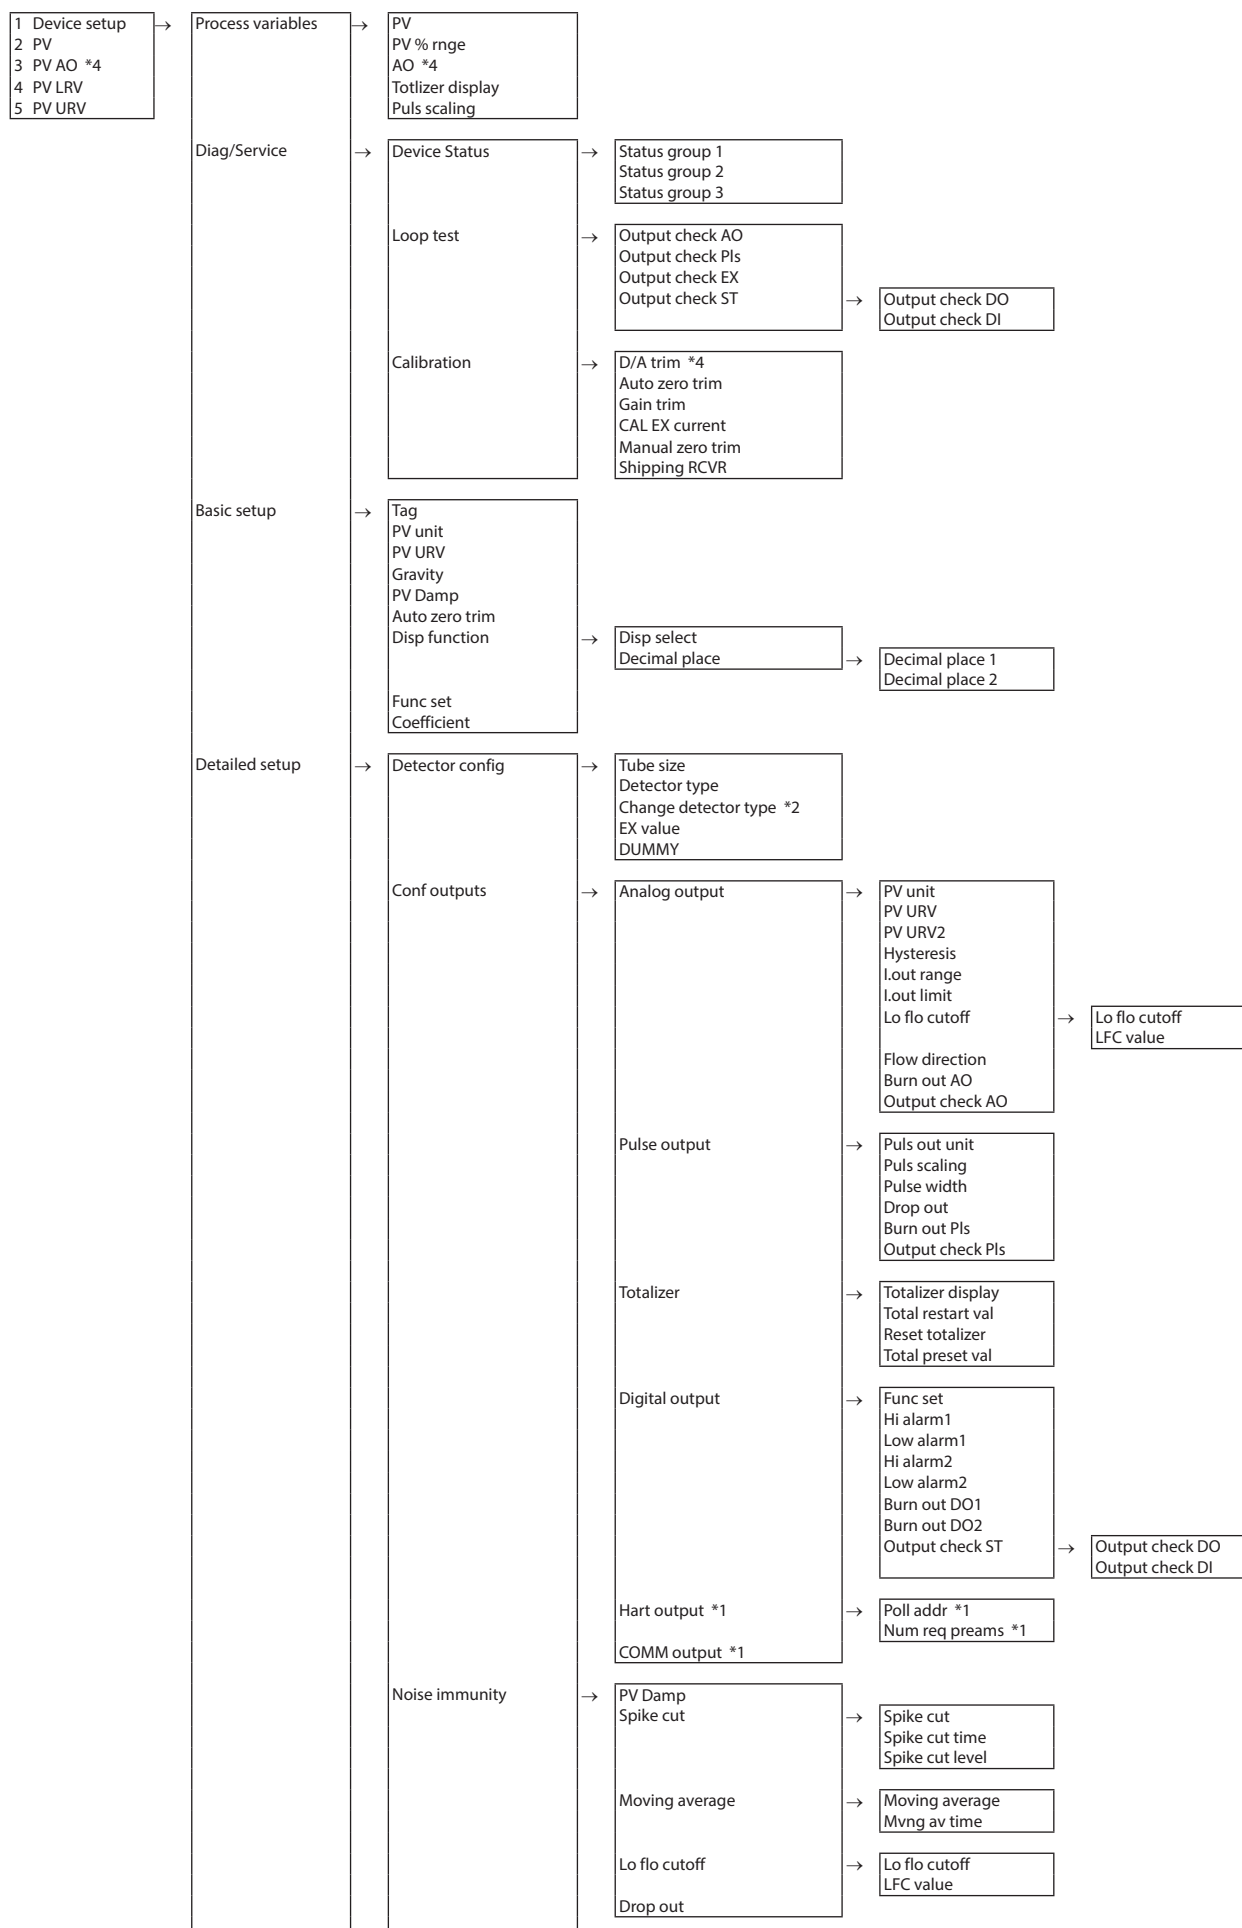 1 Device setup → Process variables → PV
2 PV PV % rnge
3 PV AO *4 AO *4
4 PV LRV Totlizer display
5 PV URV Puls scaling
Diag/Service → Device Status → Status group 1
Status group 2
Status group 3
Loop test → Output check AO
Output check Pls
Output check EX
Output check ST → Output check DO
Output check DI
Calibration → D/A trim *4
Auto zero trim
Gain trim
CAL EX current
Manual zero trim
Shipping RCVR
Basic setup → Tag
PV unit
PV URV
Gravity
PV Damp
Auto zero trim
Disp function → Disp select
Decimal place → Decimal place 1
Decimal place 2
Func set
Coefficient
Detailed setup → Detector config → Tube size
Detector type
Change detector type *2
EX value
DUMMY
Conf outputs → Analog output → PV unit
PV URV
PV URV2
Hysteresis
I.out range
I.out limit
Lo flo cutoff → Lo flo cutoff
LFC value
Flow direction
Burn out AO
Output check AO
Pulse output → Puls out unit
Puls scaling
Pulse width
Drop out
Burn out Pls
Output check Pls
Totalizer → Totalizer display
Total restart val
Reset totalizer
Total preset val
Digital output → Func set
Hi alarm1
Low alarm1
Hi alarm2
Low alarm2
Burn out DO1
Burn out DO2
Output check ST → Output check DO
Output check DI
Hart output *1 → Poll addr *1
Num req preams *1
COMM output *1
Noise immunity → PV Damp
Spike cut → Spike cut
Spike cut time
Spike cut level
Moving average → Moving average
Mvng av time
Lo flo cutoff → Lo flo cutoff
LFC value
Drop out